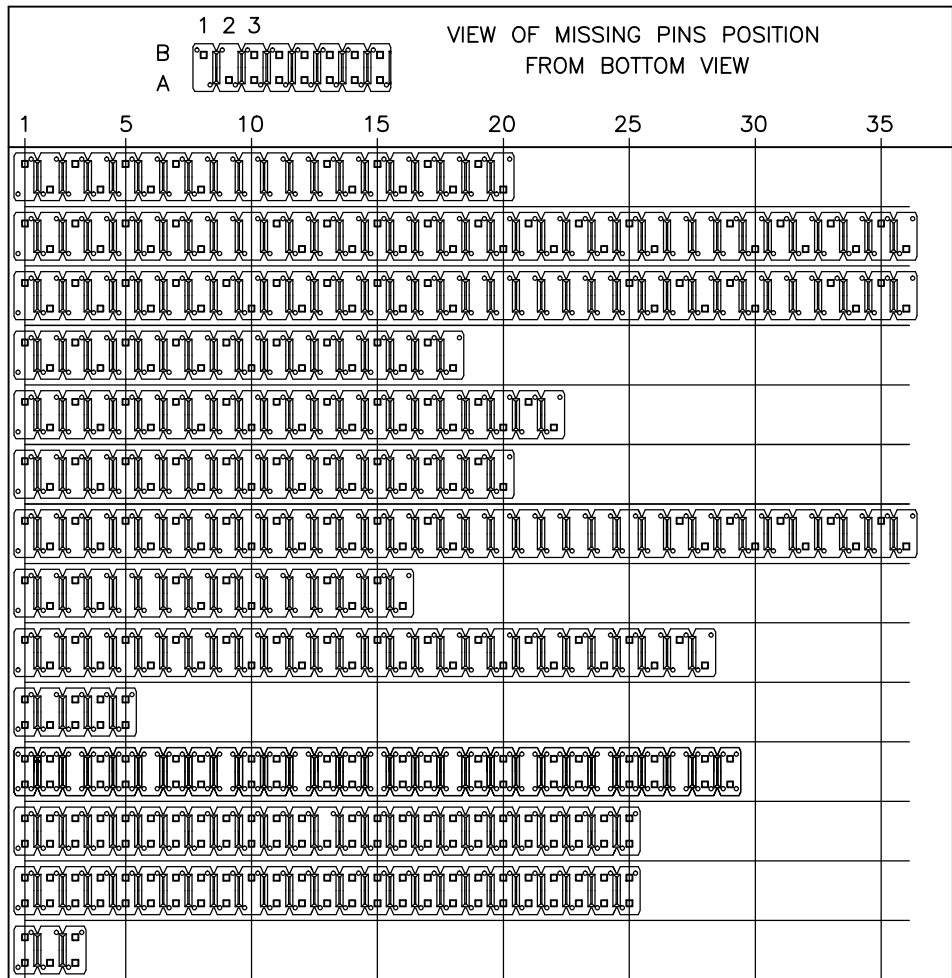 1 2 3
B
A
VIEW OF MISSING PINS POSITION
FROM BOTTOM VIEW
1 5 10 15 20 25 30 35